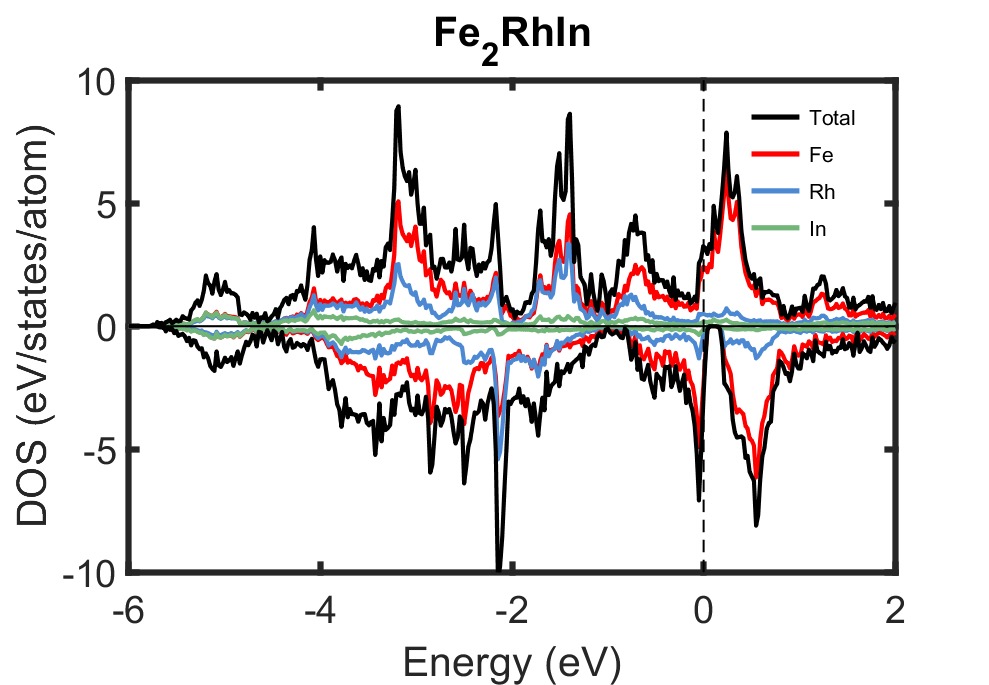 Fe2RhIn
10
5
0
-5
-10
DOS (eV/states/atom)
Total
Fe
Rh
In
-6 -4 -2 0 2
Energy (eV)